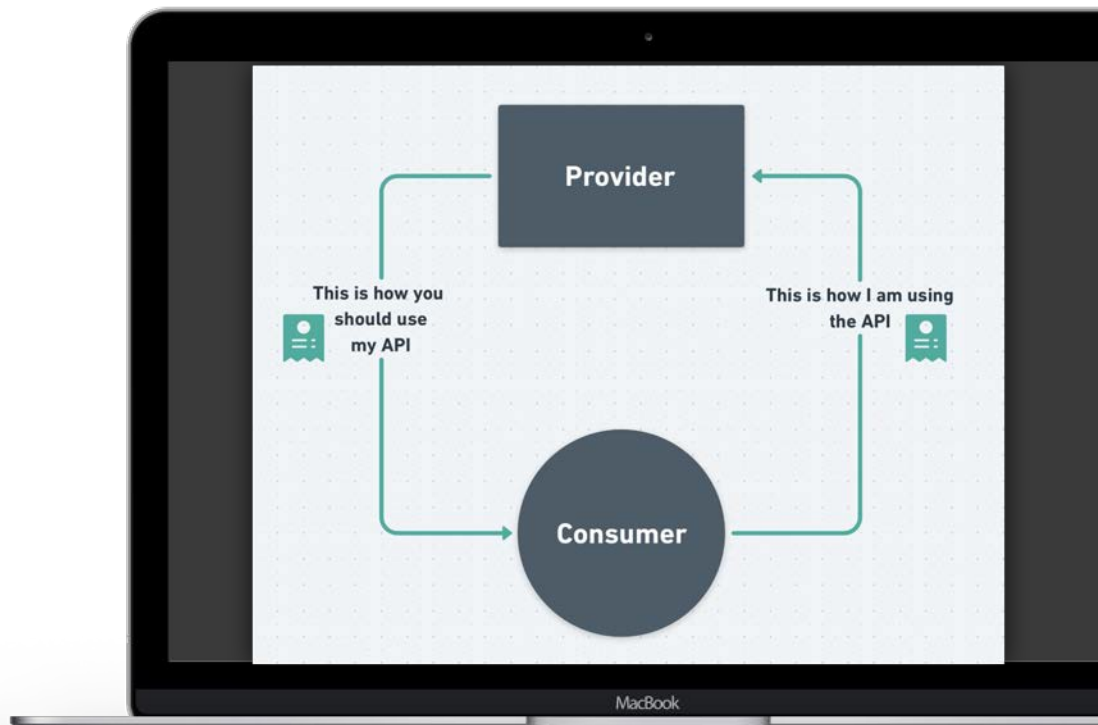 Provider
This is how you
should use
my API
This is how I am using
the API
Consumer
MacBook